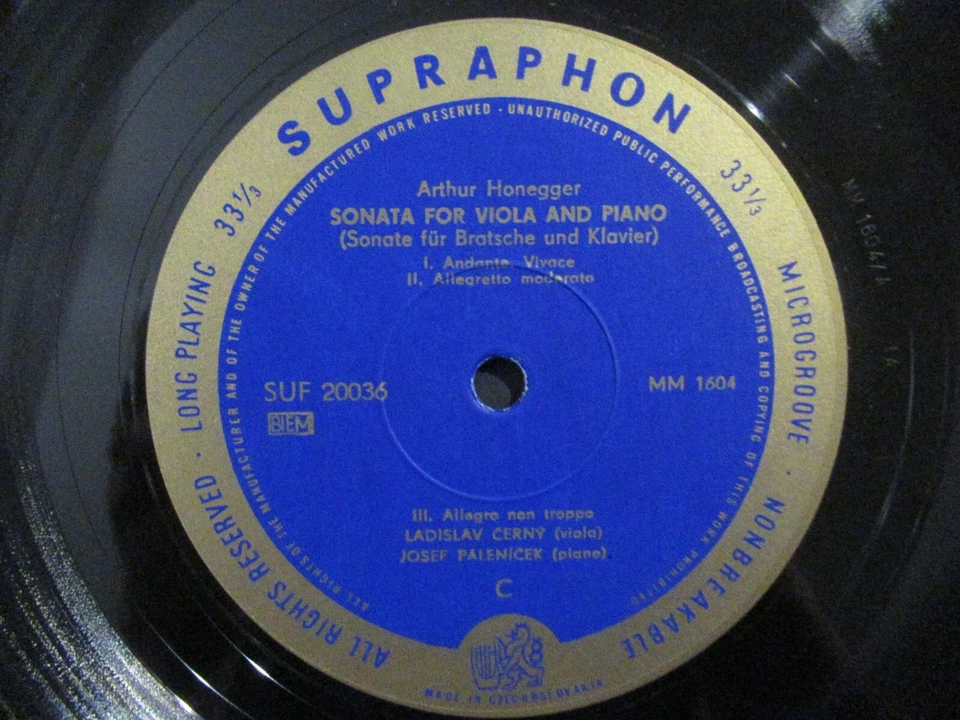 SUPRAPHON
33⅓
33⅓
LONG PLAYING
MICROGROOVE · NONBREAKABLE
ALL RIGHTS RESERVED ·
ALL RIGHTS OF THE MANUFACTURER AND OF THE OWNER OF THE MANUFACTURED WORK RESERVED · UNAUTHORIZED PUBLIC PERFORMANCE BROADCASTING AND COPYING OF THIS WORK PROHIBITED
Arthur Honegger
SONATA FOR VIOLA AND PIANO
(Sonate für Bratsche und Klavier)
I. Andante Vivace
II. Allegretto moderato
SUF 20036
MM 1604
BIEM
III. Allegro non troppo
LADISLAV ČERNÝ (viola)
JOSEF PÁLENÍČEK (piano)
C
MADE IN CZECHOSLOVAKIA
MM 1604/A